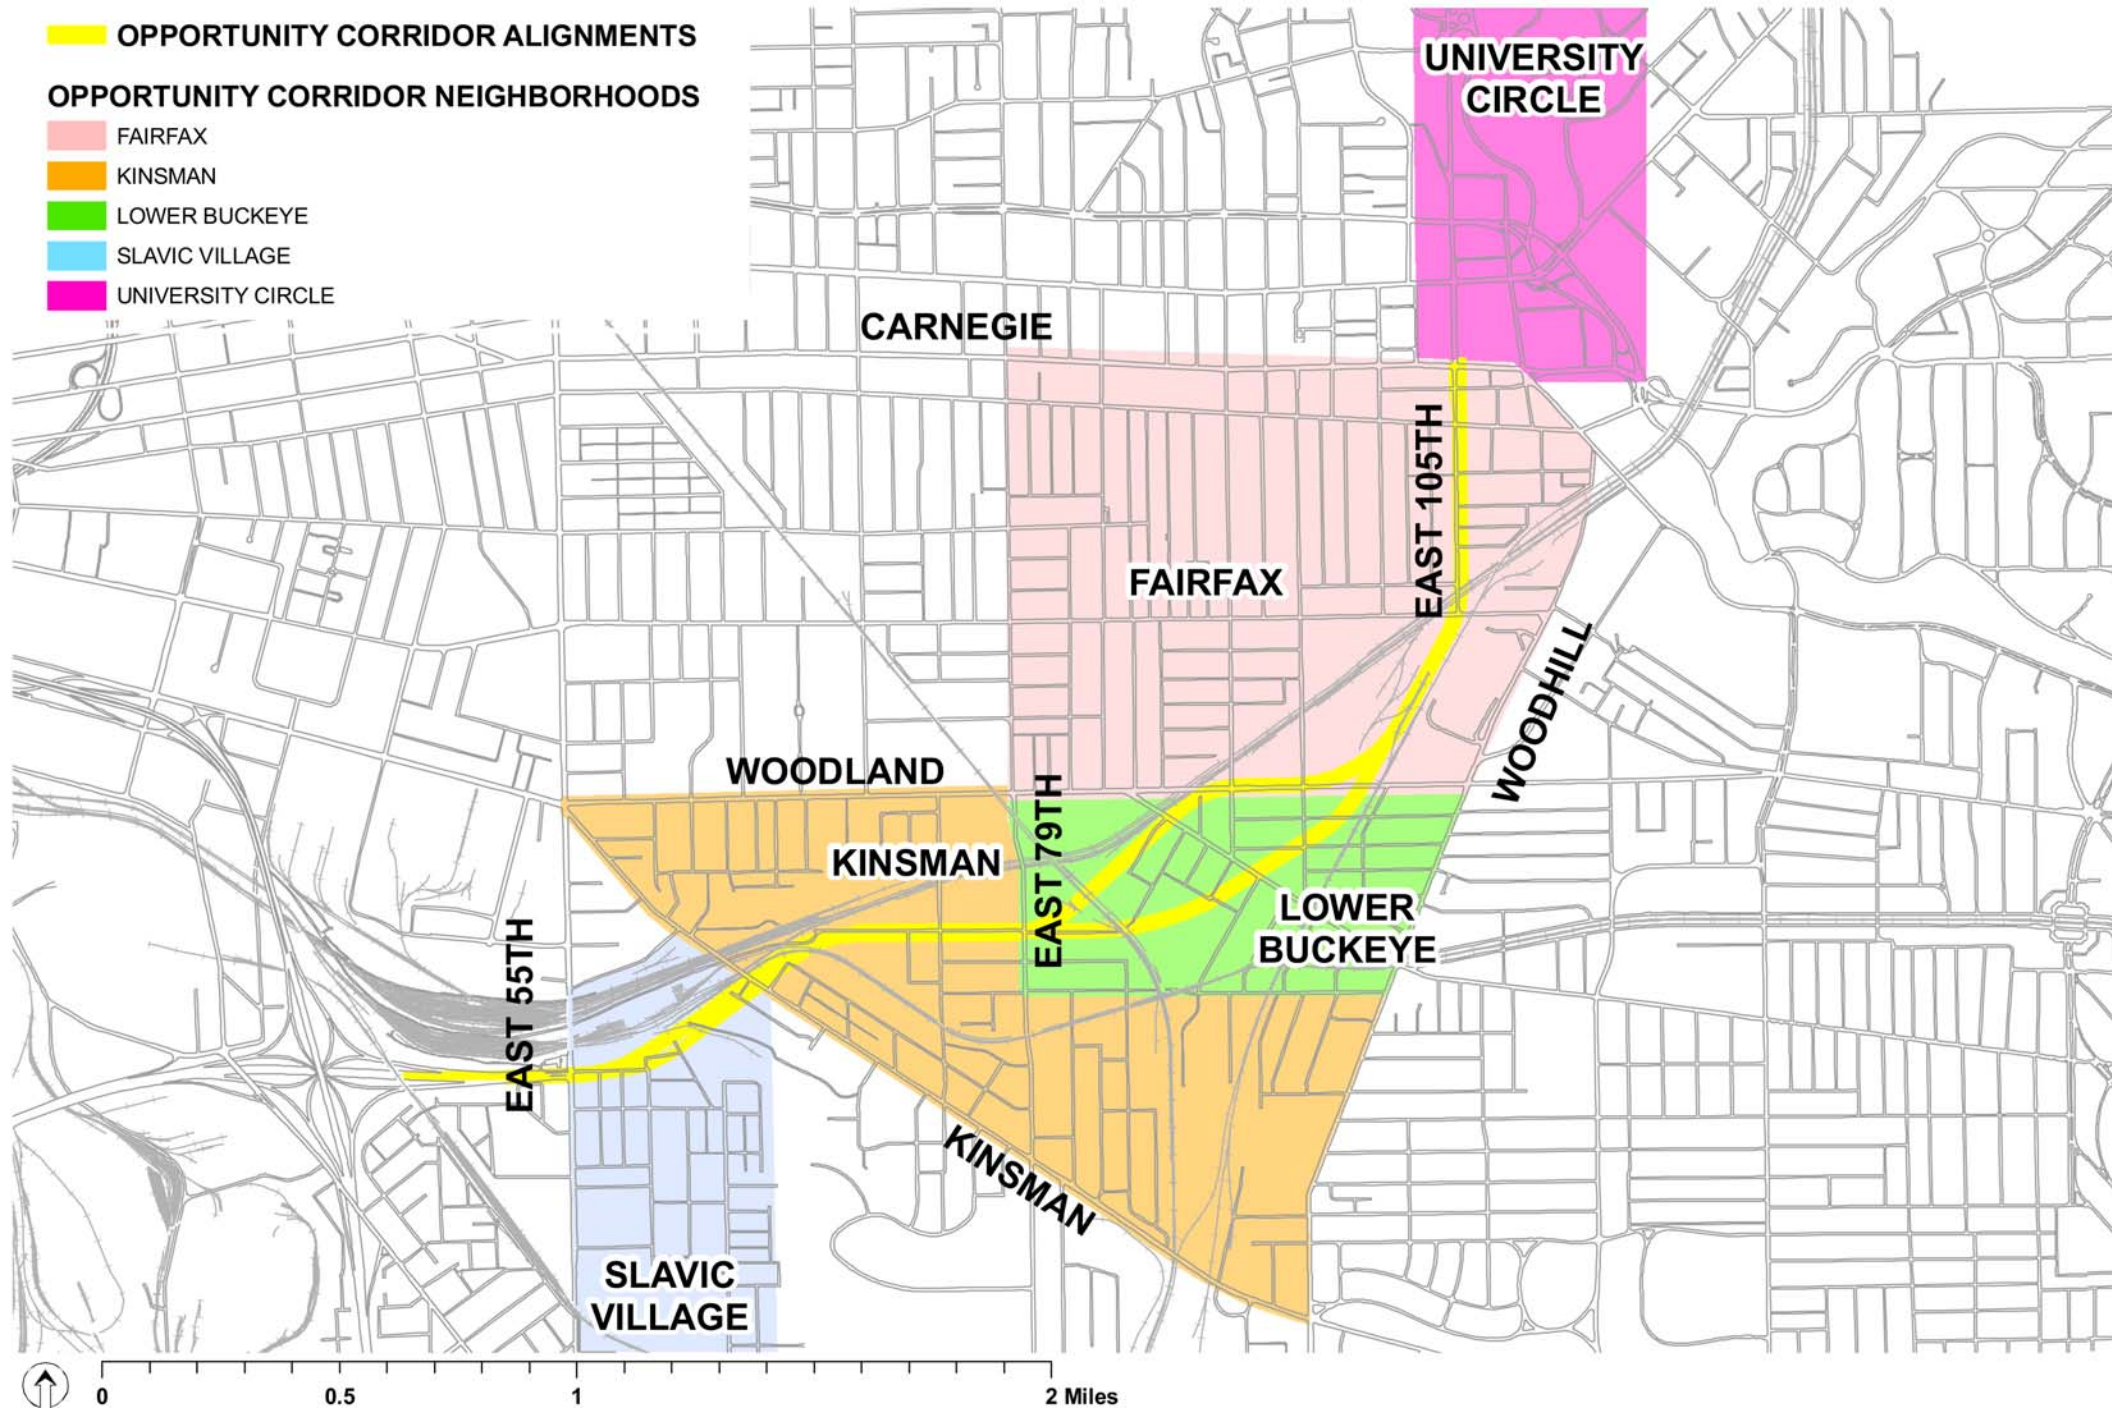 OPPORTUNITY CORRIDOR ALIGNMENTS
OPPORTUNITY CORRIDOR NEIGHBORHOODS
FAIRFAX
KINSMAN
LOWER BUCKEYE
SLAVIC VILLAGE
UNIVERSITY CIRCLE
UNIVERSITY
CIRCLE
CARNEGIE
EAST 105TH
FAIRFAX
WOODHILL
WOODLAND
EAST 79TH
KINSMAN
LOWER
BUCKEYE
EAST 55TH
KINSMAN
SLAVIC
VILLAGE
0 0.5 1 2 Miles